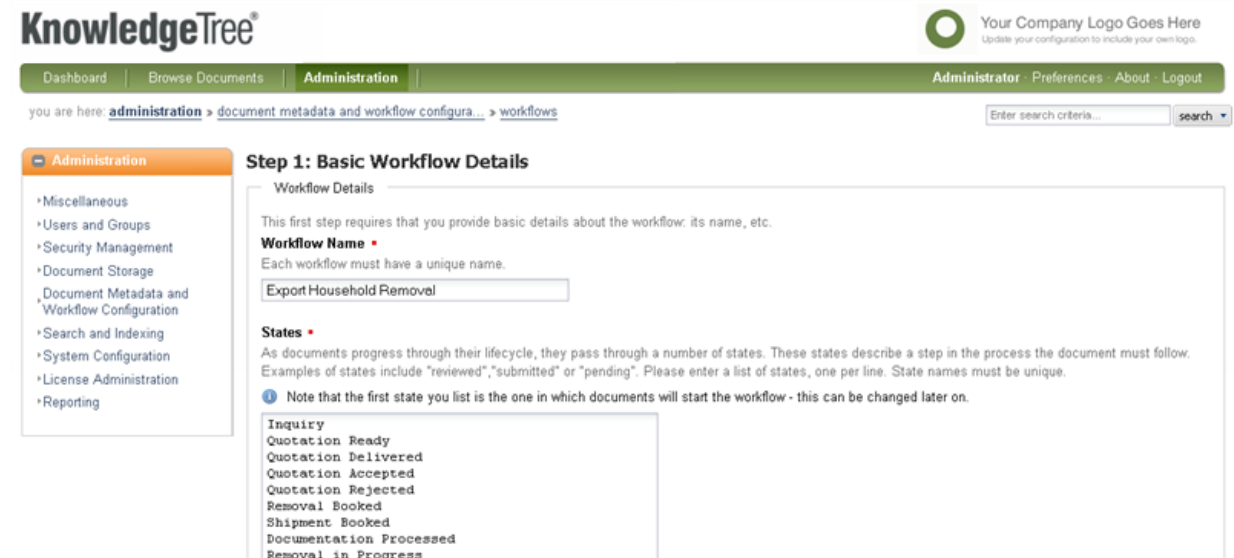 KnowledgeTree®
Your Company Logo Goes Here
Update your configuration to include your own logo.
Dashboard Browse Documents Administration Administrator · Preferences · About · Logout
you are here: administration » document metadata and workflow configura... » workflows
Enter search criteria... search
Administration
Miscellaneous
Users and Groups
Security Management
Document Storage
Document Metadata and
Workflow Configuration
Search and Indexing
System Configuration
License Administration
Reporting
Step 1: Basic Workflow Details
Workflow Details
This first step requires that you provide basic details about the workflow: its name, etc.
Workflow Name
Each workflow must have a unique name.
Export Household Removal
States
As documents progress through their lifecycle, they pass through a number of states. These states describe a step in the process the document must follow.
Examples of states include "reviewed","submitted" or "pending". Please enter a list of states, one per line. State names must be unique.
Note that the first state you list is the one in which documents will start the workflow - this can be changed later on.
Inquiry
Quotation Ready
Quotation Delivered
Quotation Accepted
Quotation Rejected
Removal Booked
Shipment Booked
Documentation Processed
Removal in Progress